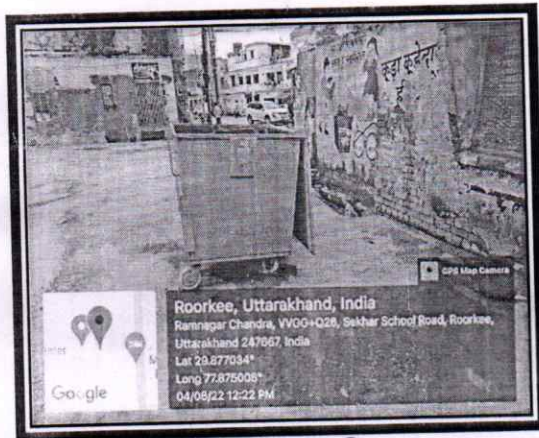 कूड़ा कूड़ेदान
में
GPS Map Camera
Roorkee, Uttarakhand, India
Ramnagar Chandra, VVGG+Q28, Sekhar School Road, Roorkee,
Uttarakhand 247667, India
Lat 29.877034°
Long 77.875008°
04/08/22 12:22 PM
Google